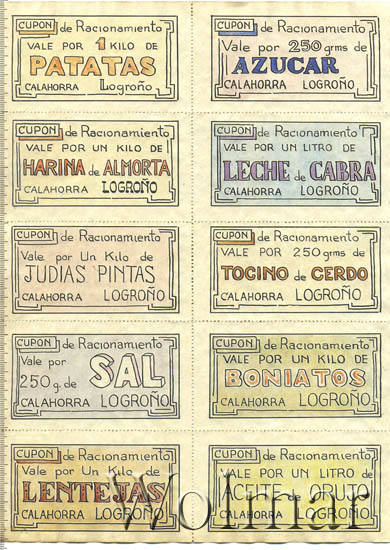 CUPON de Racionamiento
VALE POR 1 KILO DE
PATATAS
CALAHORRA Logroño
CUPON de Racionamiento
Vale por 250 grms de
AZUCAR
CALAHORRA LOGROÑO
CUPON de Racionamiento
VALE POR UN KILO DE
HARINA de ALMORTA
CALAHORRA LOGROÑO
CUPON de Racionamiento
VALE POR UN LITRO DE
LECHE de CABRA
CALAHORRA LOGROÑO
CUPON de Racionamiento
Vale por Un Kilo de
JUDIAS PINTAS
CALAHORRA LOGROÑO
CUPON de Racionamiento
VALE POR 250 grms de
TOCINO de CERDO
CALAHORRA LOGROÑO
CUPON de Racionamiento
Vale por
250 g. de SAL
CALAHORRA LOGROÑO
CUPON de Racionamiento
VALE POR UN KILO DE
BONIATOS
CALAHORRA LOGROÑO
CUPON de Racionamiento
Vale por Un Kilo de
LENTEJAS
CALAHORRA LOGROÑO
CUPON de Racionamiento
VALE POR UN LITRO de
ACEITE de ORUJO
CALAHORRA LOGROÑO
Wolmar